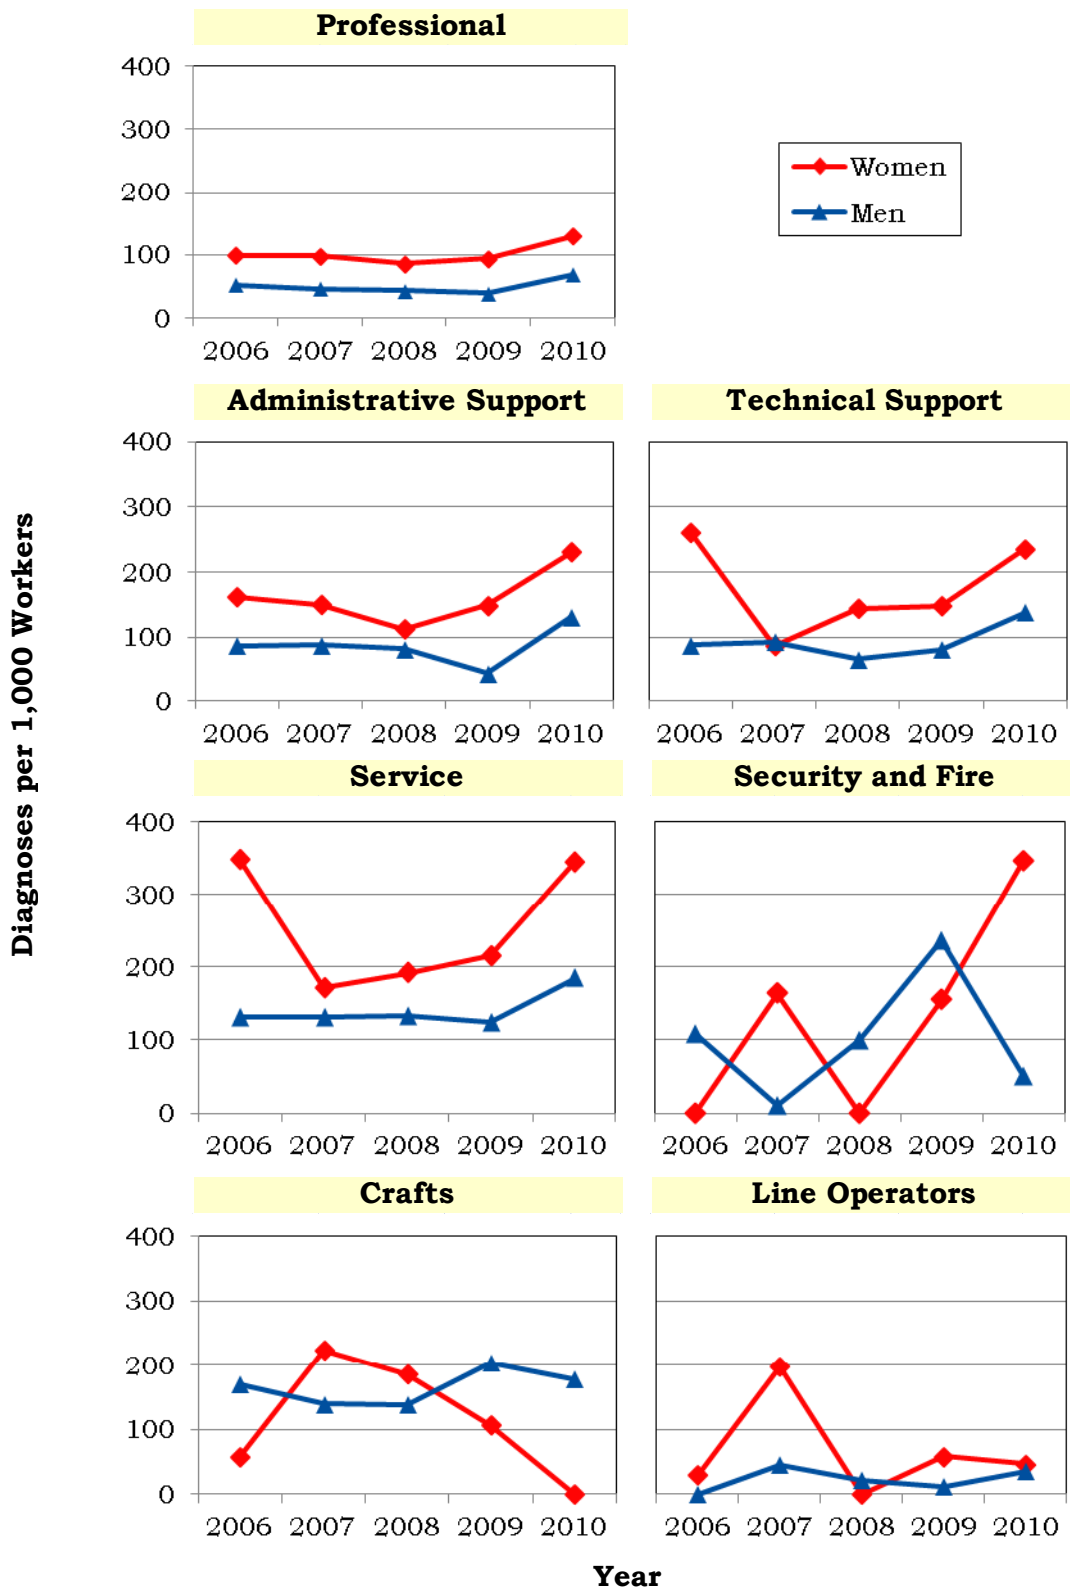 Professional
400
300
200
100
0
2006 2007 2008 2009 2010
Women
Men
Administrative Support
400
300
200
100
0
2006 2007 2008 2009 2010
Technical Support
2006 2007 2008 2009 2010
Diagnoses per 1,000 Workers
Service
400
300
200
100
0
2006 2007 2008 2009 2010
Security and Fire
2006 2007 2008 2009 2010
Crafts
400
300
200
100
0
2006 2007 2008 2009 2010
Line Operators
2006 2007 2008 2009 2010
Year